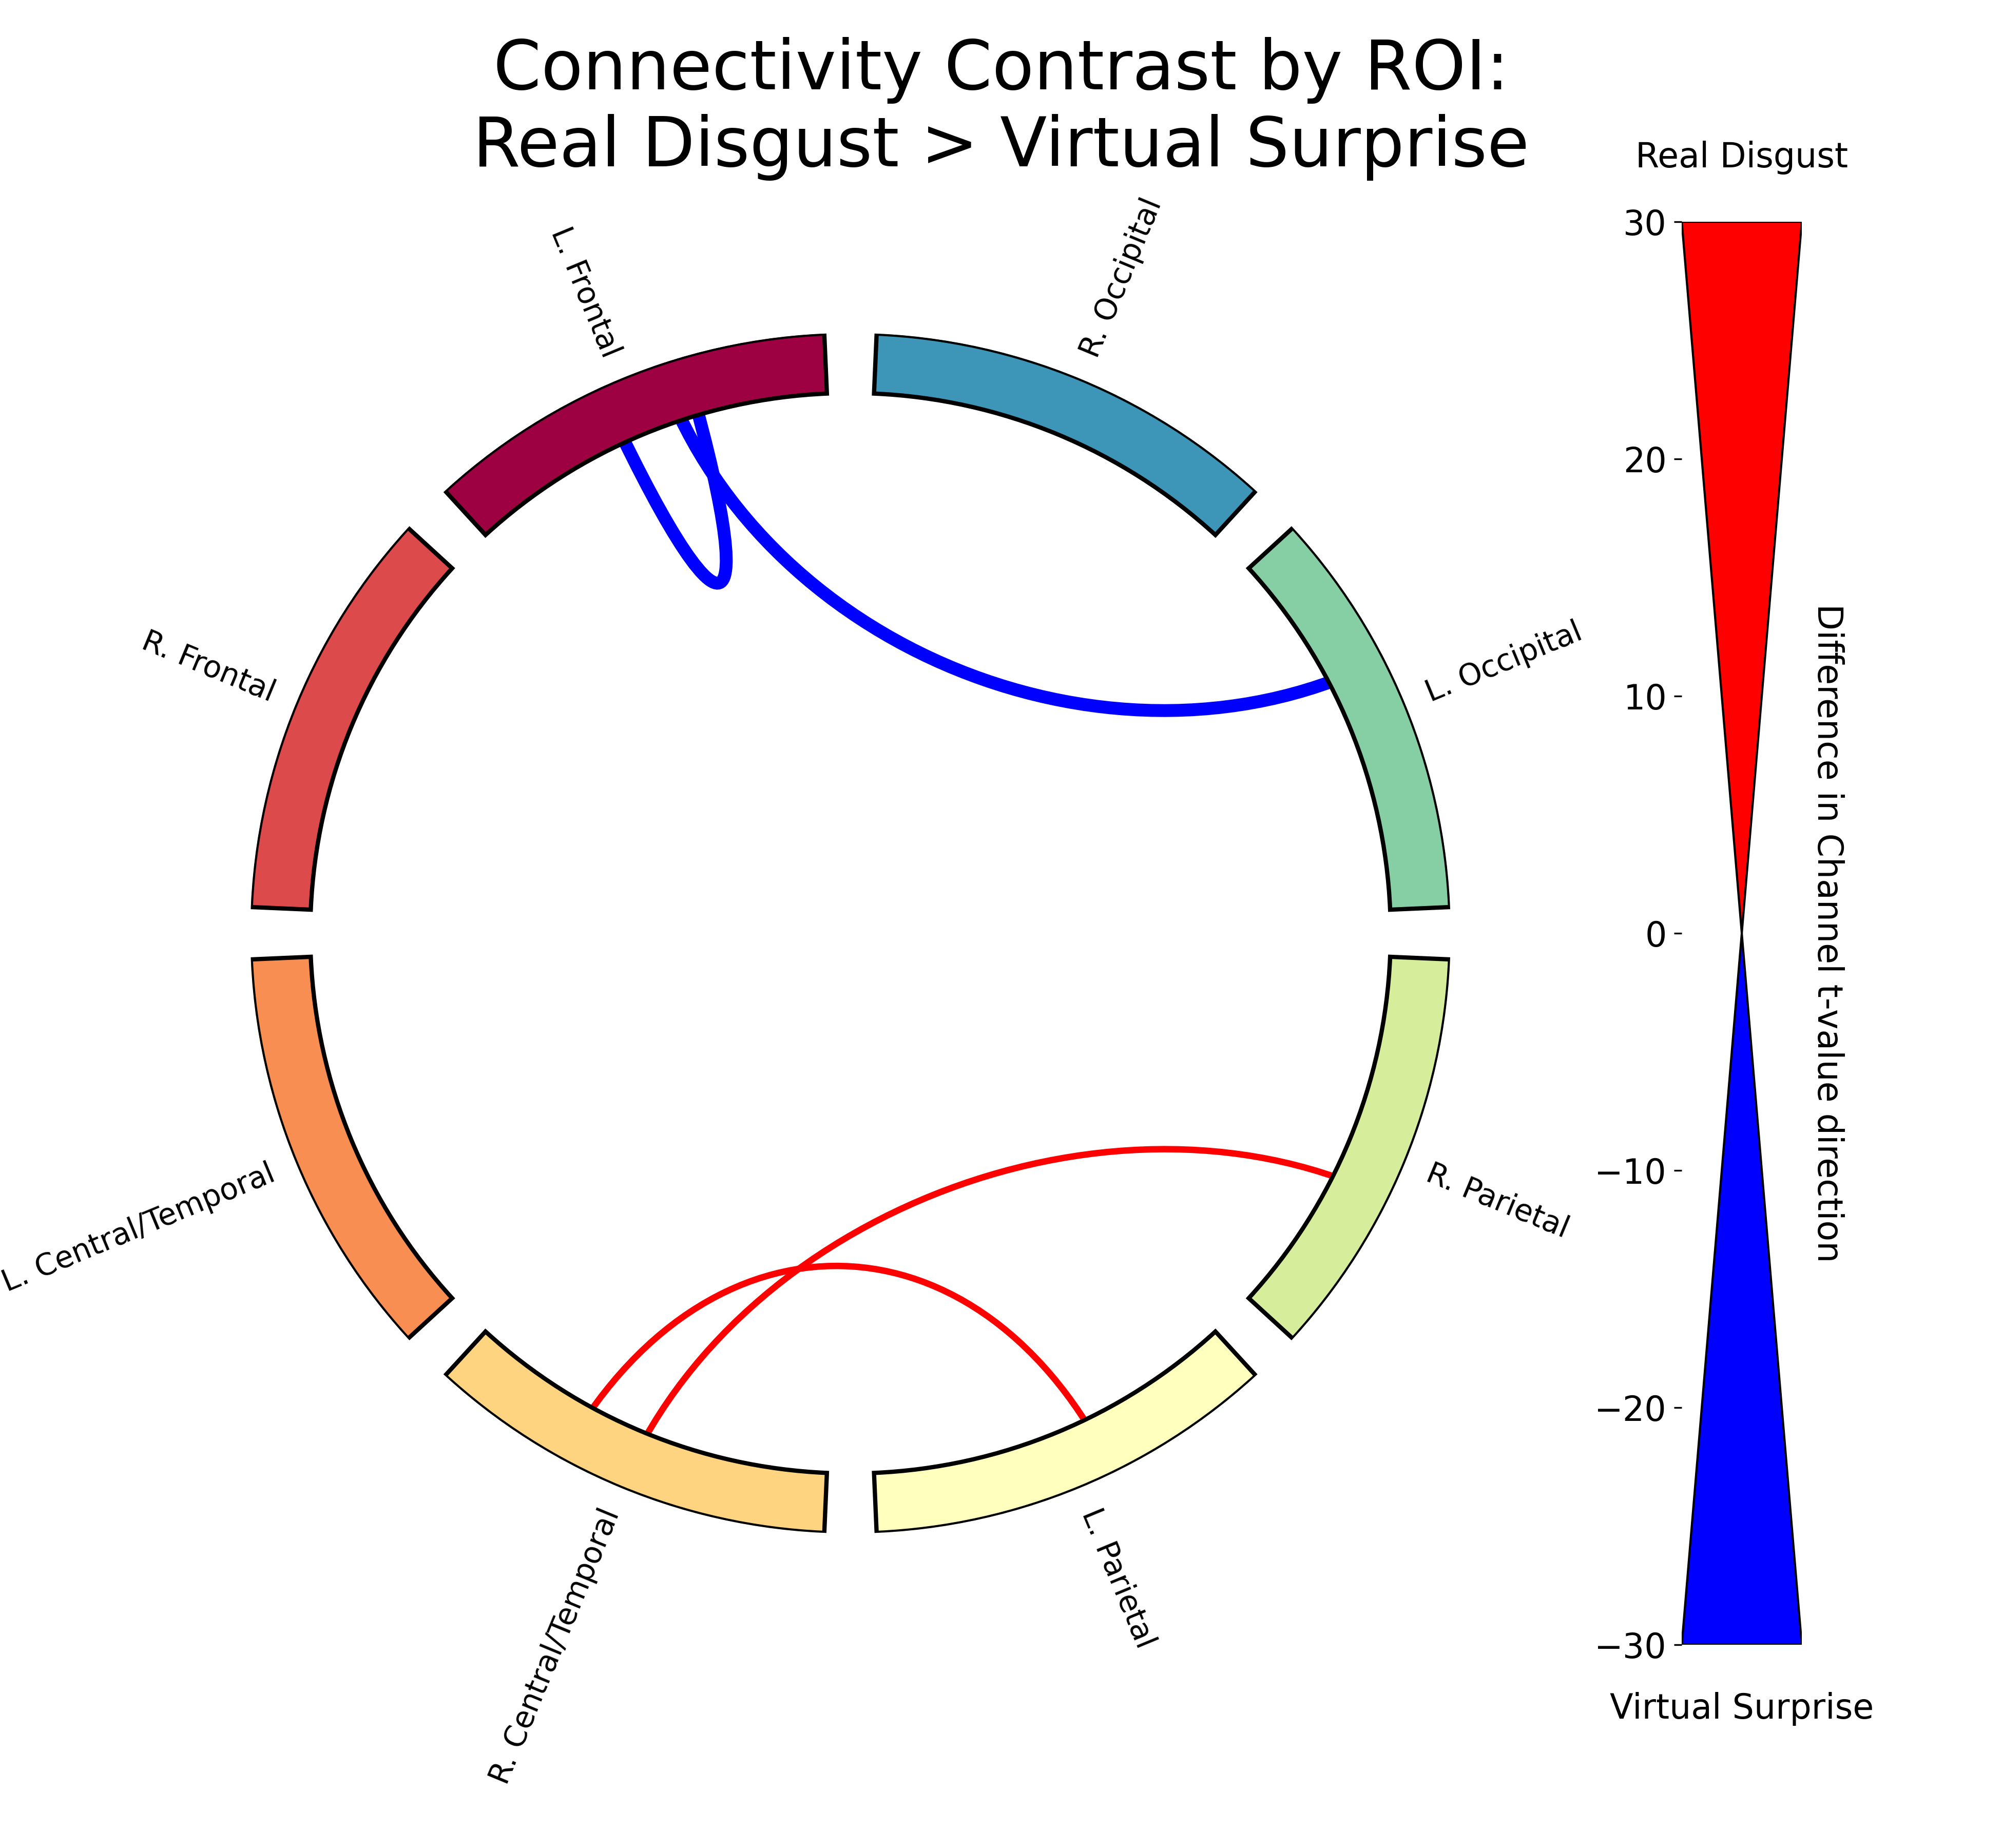 Connectivity Contrast by ROI:
Real Disgust > Virtual Surprise
L. Frontal
R. Occipital
R. Frontal
L. Occipital
L. Central/Temporal
R. Parietal
R. Central/Temporal
L. Parietal
Real Disgust
30
20
10
0
−10
−20
−30
Difference in Channel t-value direction
Virtual Surprise